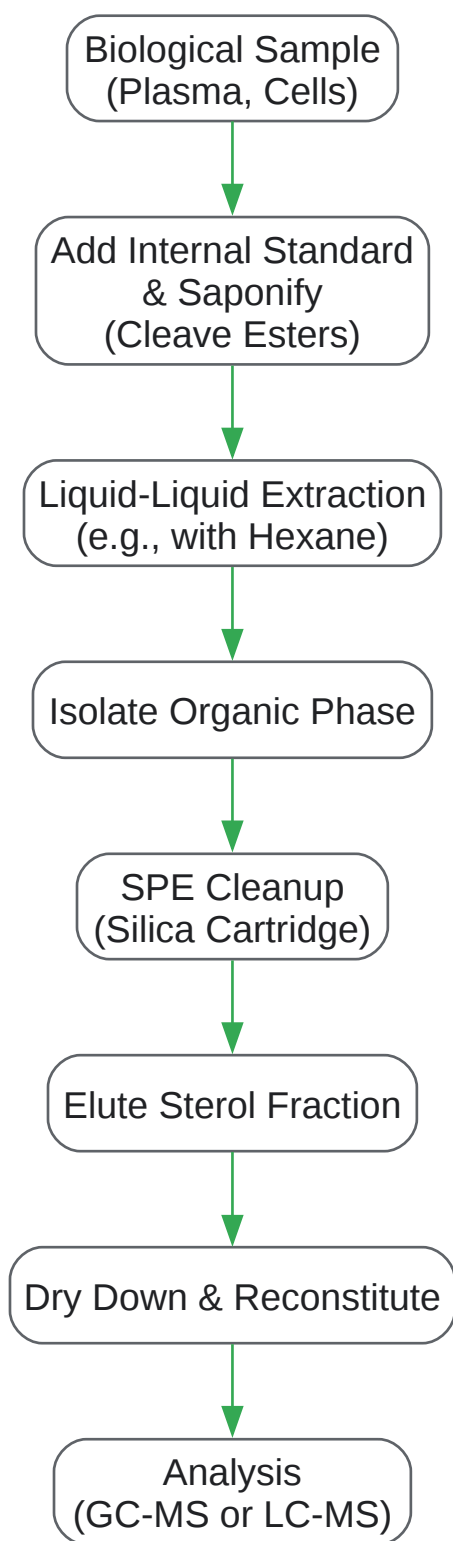 Biological Sample
(Plasma, Cells)
Add Internal Standard
& Saponify
(Cleave Esters)
Liquid-Liquid Extraction
(e.g., with Hexane)
Isolate Organic Phase
SPE Cleanup
(Silica Cartridge)
Elute Sterol Fraction
Dry Down & Reconstitute
Analysis
(GC-MS or LC-MS)